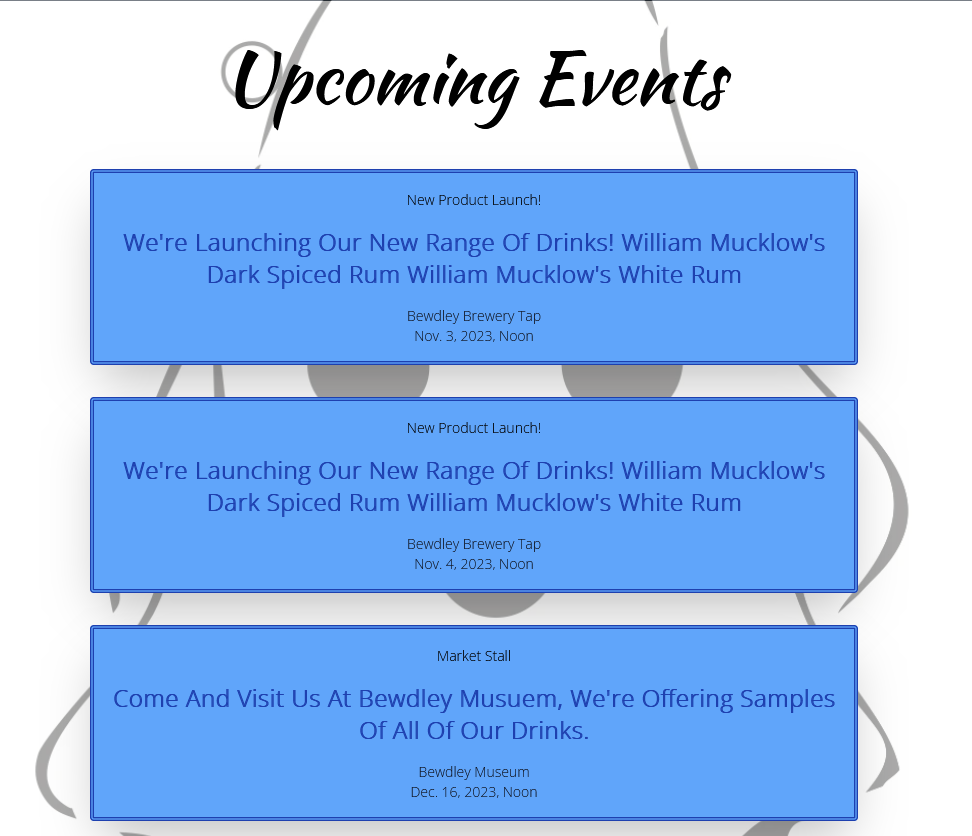 Upcoming Events
New Product Launch!
We're Launching Our New Range Of Drinks! William Mucklow's
Dark Spiced Rum William Mucklow's White Rum
Bewdley Brewery Tap
Nov. 3, 2023, Noon
New Product Launch!
We're Launching Our New Range Of Drinks! William Mucklow's
Dark Spiced Rum William Mucklow's White Rum
Bewdley Brewery Tap
Nov. 4, 2023, Noon
Market Stall
Come And Visit Us At Bewdley Musuem, We're Offering Samples
Of All Of Our Drinks.
Bewdley Museum
Dec. 16, 2023, Noon